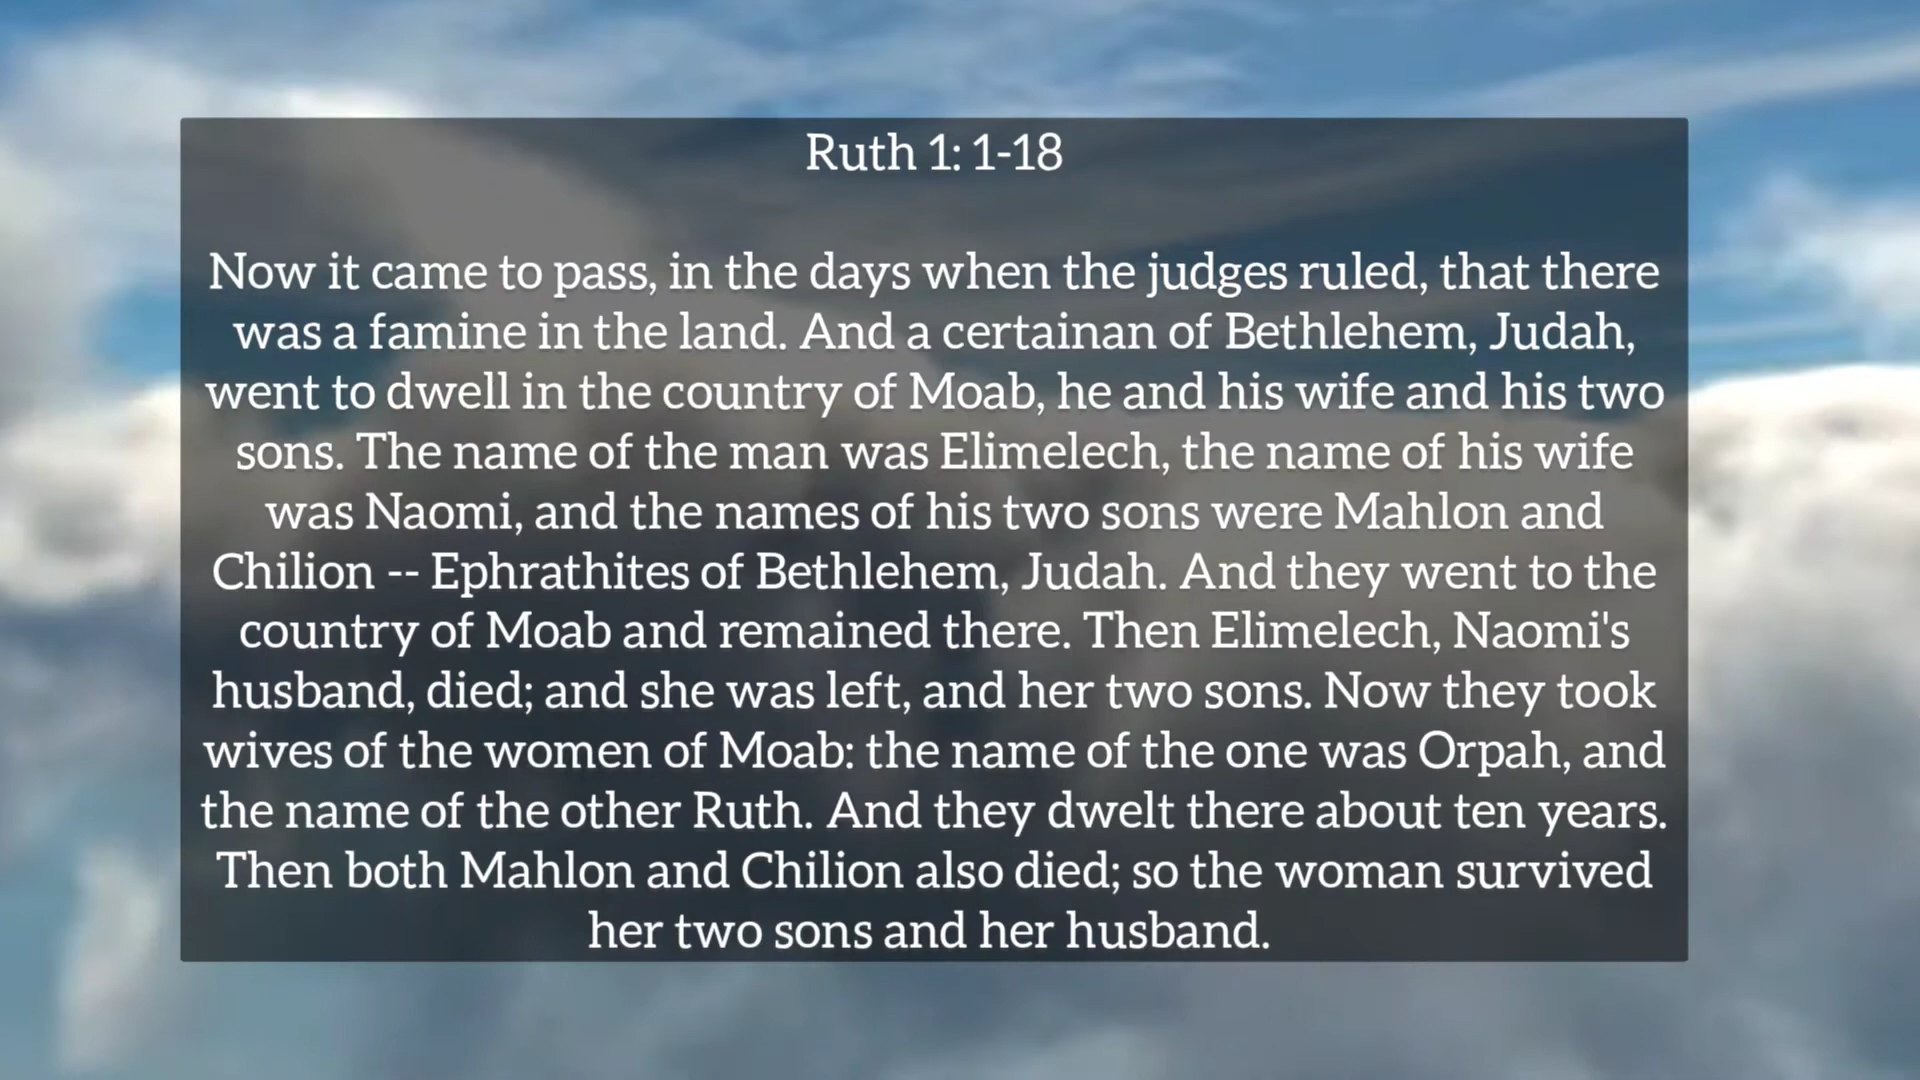 Ruth 1: 1-18
Now it came to pass, in the days when the judges ruled, that there
was a famine in the land. And a certainan of Bethlehem, Judah,
went to dwell in the country of Moab, he and his wife and his two
sons. The name of the man was Elimelech, the name of his wife
was Naomi, and the names of his two sons were Mahlon and
Chilion -- Ephrathites of Bethlehem, Judah. And they went to the
country of Moab and remained there. Then Elimelech, Naomi's
husband, died; and she was left, and her two sons. Now they took
wives of the women of Moab: the name of the one was Orpah, and
the name of the other Ruth. And they dwelt there about ten years.
Then both Mahlon and Chilion also died; so the woman survived
her two sons and her husband.